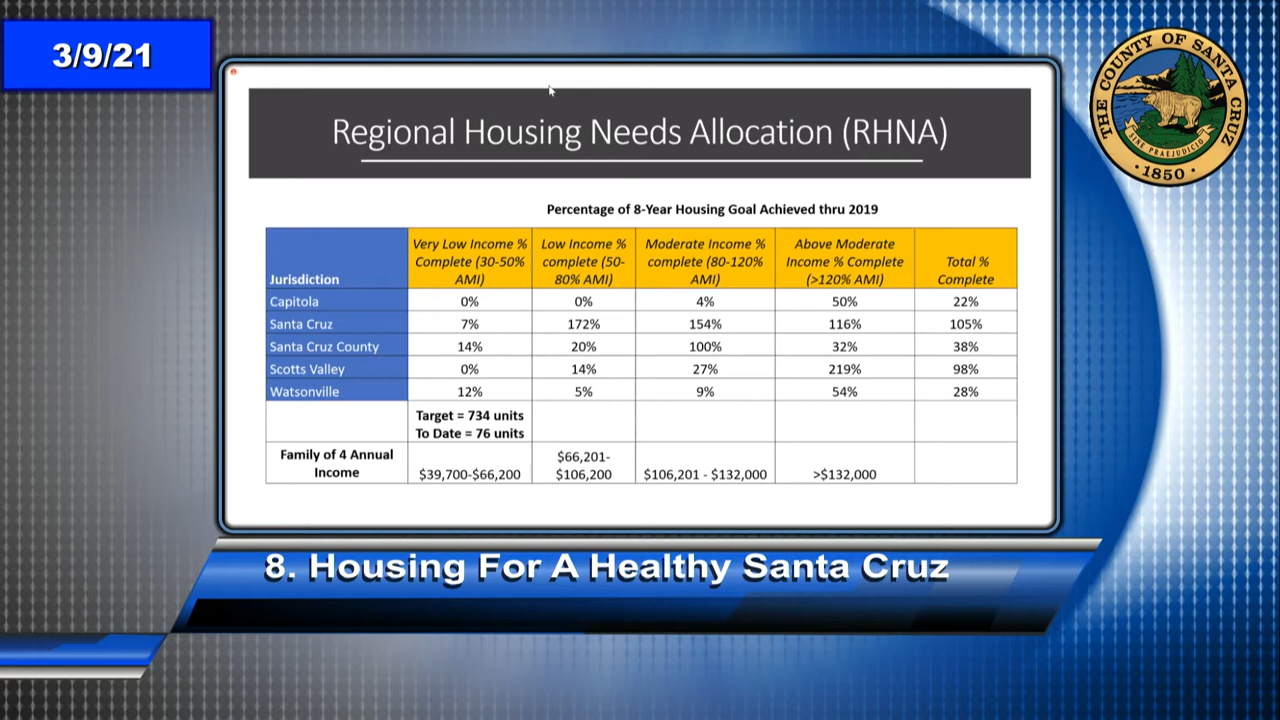 3/9/21
THE COUNTY OF SANTA CRUZ
SINE PRAEJUDICIO
• 1850 •
Regional Housing Needs Allocation (RHNA)
Percentage of 8-Year Housing Goal Achieved thru 2019
Jurisdiction
Very Low Income %
Complete (30-50%
AMI)
Low Income %
complete (50-
80% AMI)
Moderate Income %
complete (80-120%
AMI)
Above Moderate
Income % Complete
(>120% AMI)
Total %
Complete
Capitola 0% 0% 4% 50% 22%
Santa Cruz 7% 172% 154% 116% 105%
Santa Cruz County 14% 20% 100% 32% 38%
Scotts Valley 0% 14% 27% 219% 98%
Watsonville 12% 5% 9% 54% 28%
Target = 734 units
To Date = 76 units
Family of 4 Annual
Income
$39,700-$66,200
$66,201-
$106,200
$106,201 - $132,000
>$132,000
8. Housing For A Healthy Santa Cruz